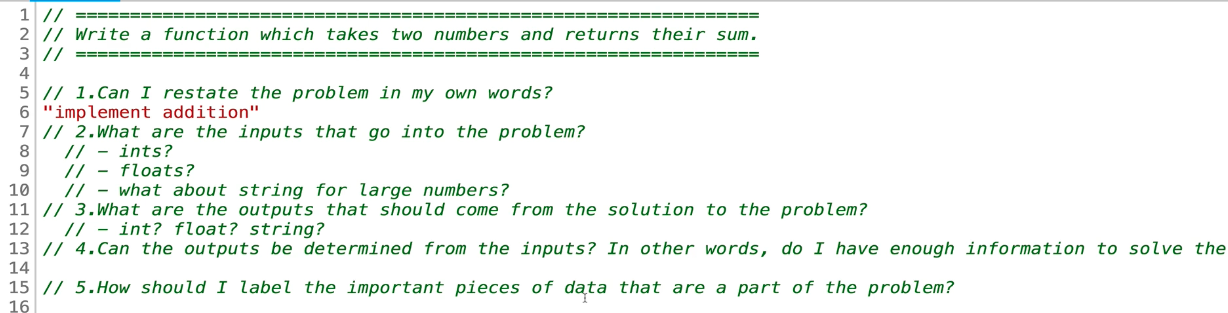 1 // ===============================================================
2 // Write a function which takes two numbers and returns their sum.
3 // ===============================================================
4
5 // 1.Can I restate the problem in my own words?
6 "implement addition"
7 // 2.What are the inputs that go into the problem?
8 // – ints?
9 // – floats?
10 // – what about string for large numbers?
11 // 3.What are the outputs that should come from the solution to the problem?
12 // – int? float? string?
13 // 4.Can the outputs be determined from the inputs? In other words, do I have enough information to solve the
14
15 // 5.How should I label the important pieces of data that are a part of the problem?
16